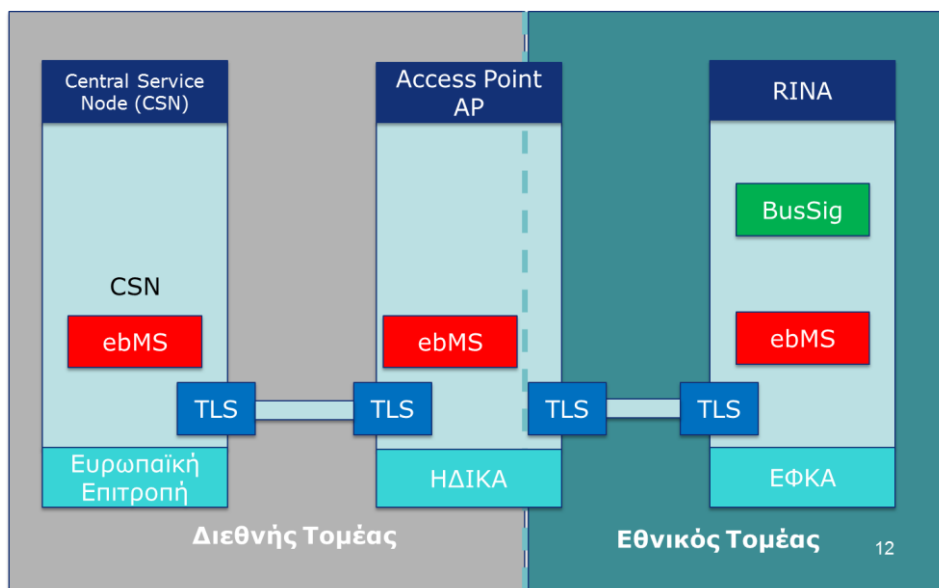 Central Service
Node (CSN)
Access Point
AP
RINA
BusSig
CSN
ebMS
ebMS
ebMS
TLS
TLS
TLS
TLS
Ευρωπαϊκή
Επιτροπή
ΗΔΙΚΑ
ΕΦΚΑ
Διεθνής Τομέας
Εθνικός Τομέας
12